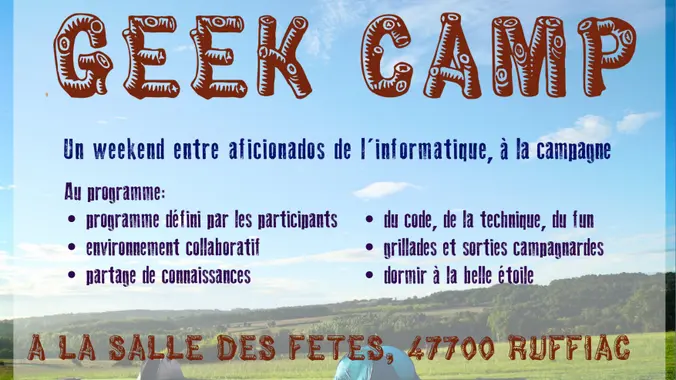 GEEK CAMP
Un weekend entre aficionados de l'informatique, à la campagne
Au programme:
• programme défini par les participants
• environnement collaboratif
• partage de connaissances
• du code, de la technique, du fun
• grillades et sorties campagnardes
• dormir à la belle étoile
A LA SALLE DES FETES, 47700 RUFFIAC